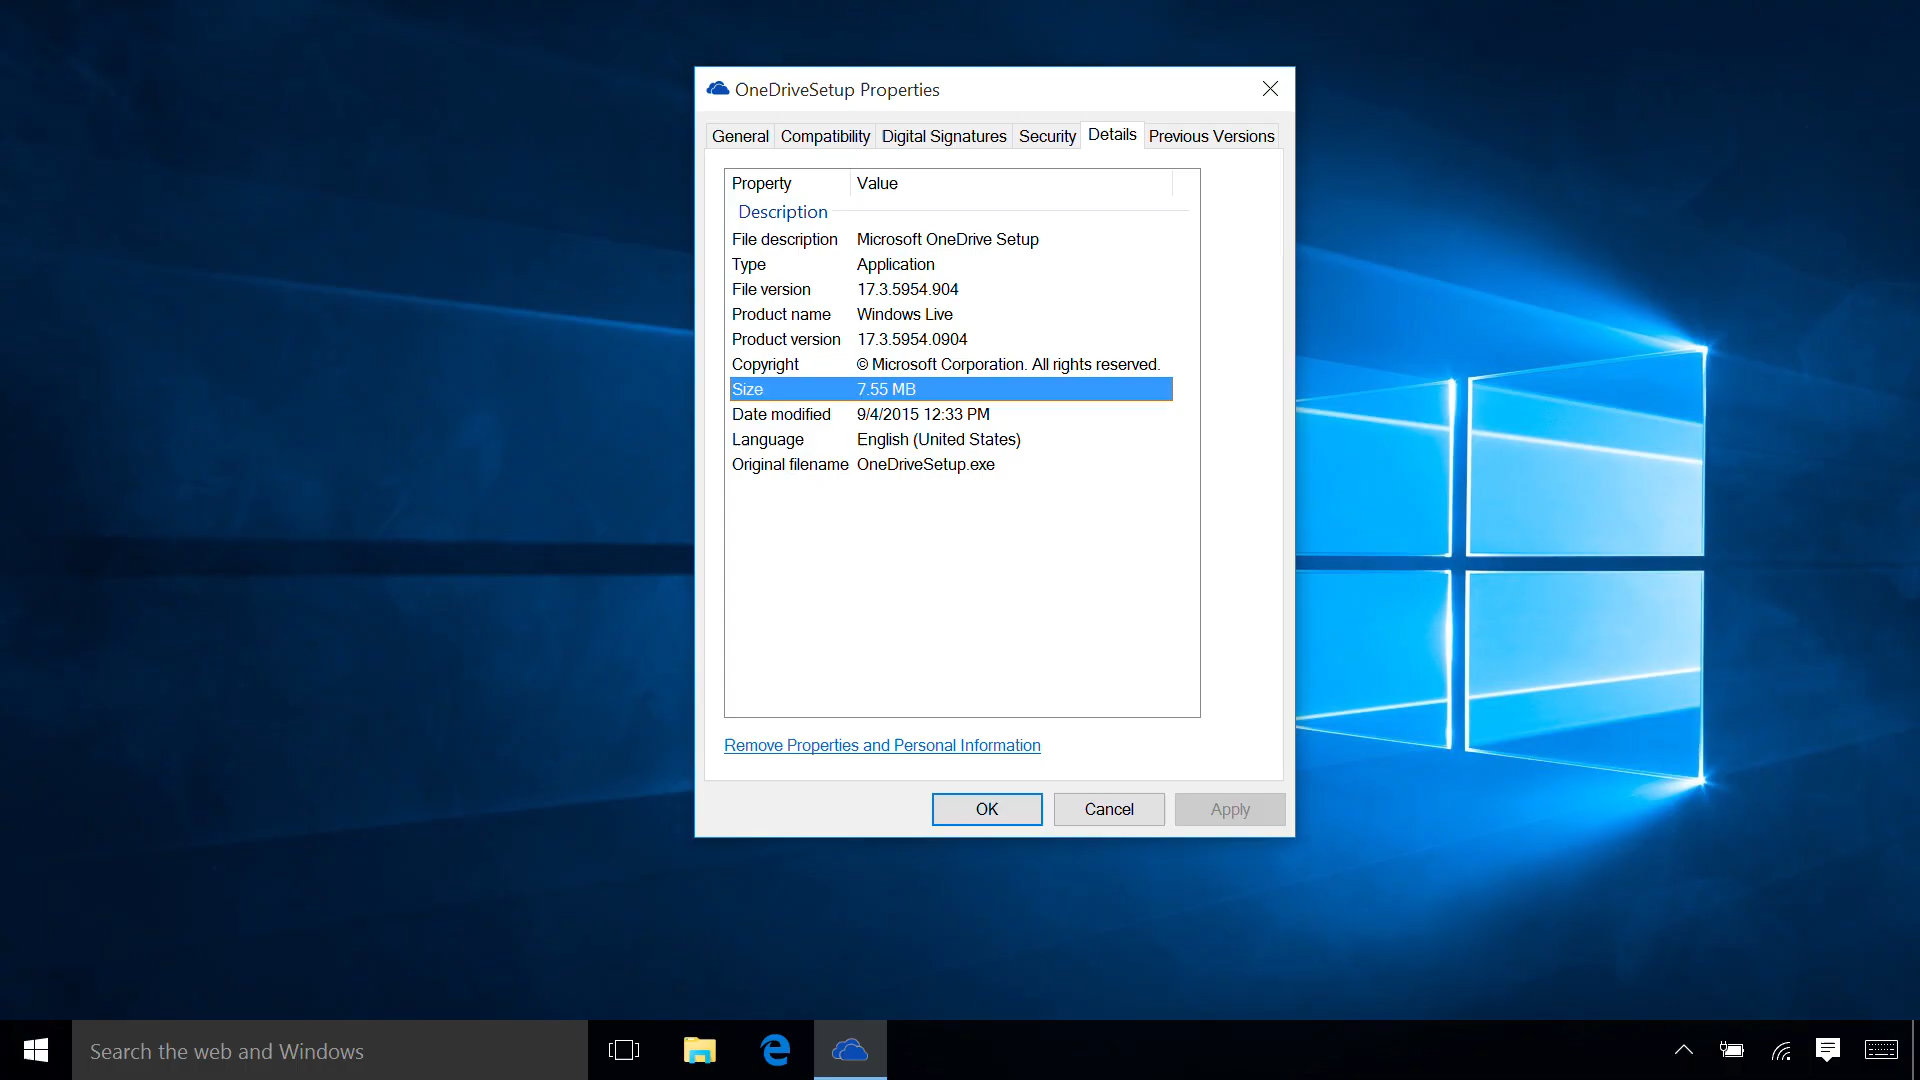 OneDriveSetup Properties
General Compatibility Digital Signatures Security Details Previous Versions
Property Value
Description
File description Microsoft OneDrive Setup
Type Application
File version 17.3.5954.904
Product name Windows Live
Product version 17.3.5954.0904
Copyright © Microsoft Corporation. All rights reserved.
Size 7.55 MB
Date modified 9/4/2015 12:33 PM
Language English (United States)
Original filename OneDriveSetup.exe
Remove Properties and Personal Information
OK Cancel Apply
Search the web and Windows